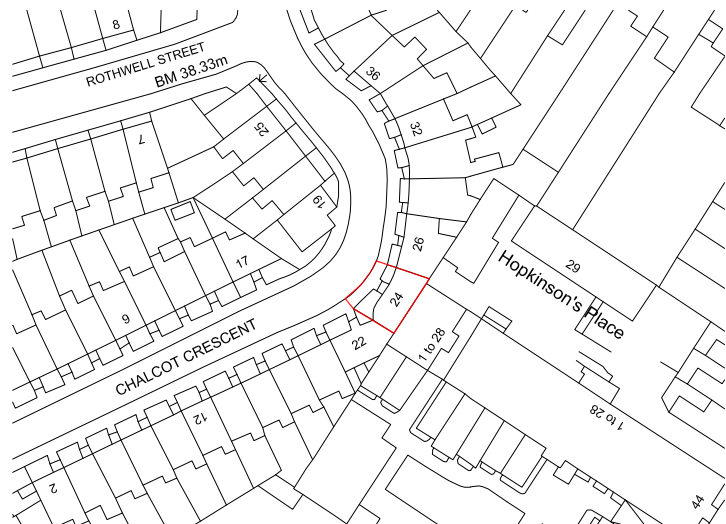 8
ROTHWELL STREET
BM 38.33m
36
7
25
32
19
26
17
Hopkinson's Place
29
24
9
22
1 to 28
CHALCOT CRESCENT
12
1 to 28
2
44